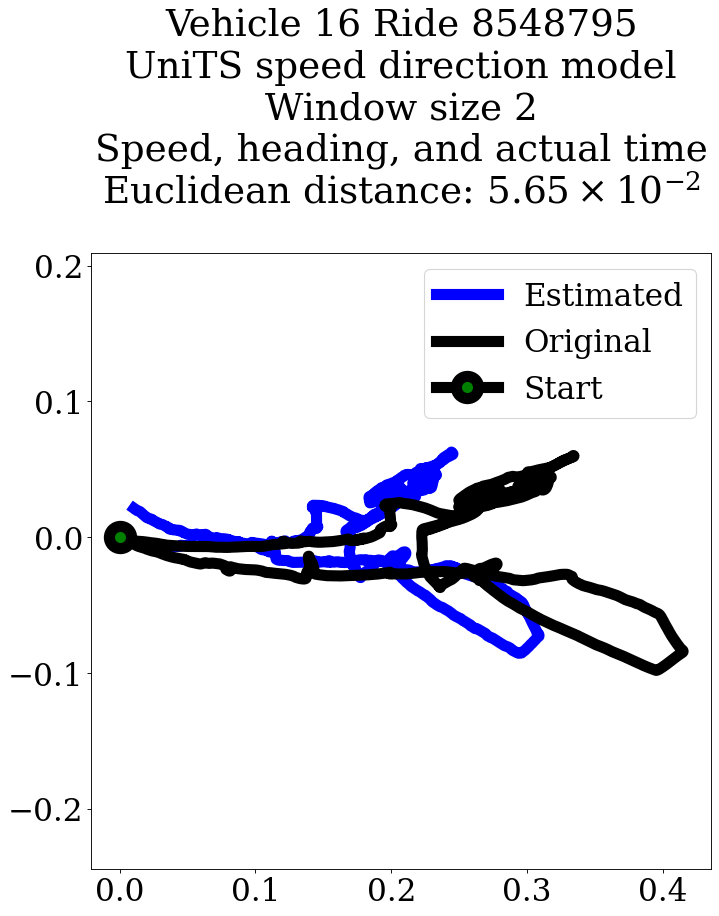 Vehicle 16 Ride 8548795
UniTS speed direction model
Window size 2
Speed, heading, and actual time
Euclidean distance: 5.65 × 10⁻²
Estimated
Original
Start
0.2
0.1
0.0
−0.1
−0.2
0.0 0.1 0.2 0.3 0.4